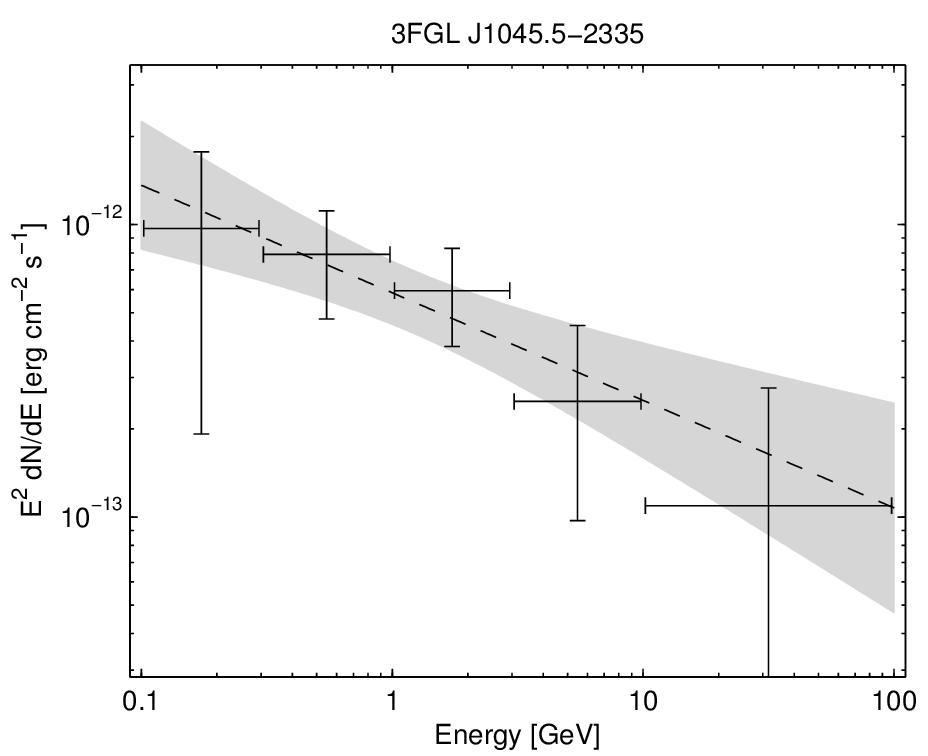 3FGL J1045.5−2335
E² dN/dE [erg cm⁻² s⁻¹]
10⁻¹²
10⁻¹³
0.1 1 10 100
Energy [GeV]